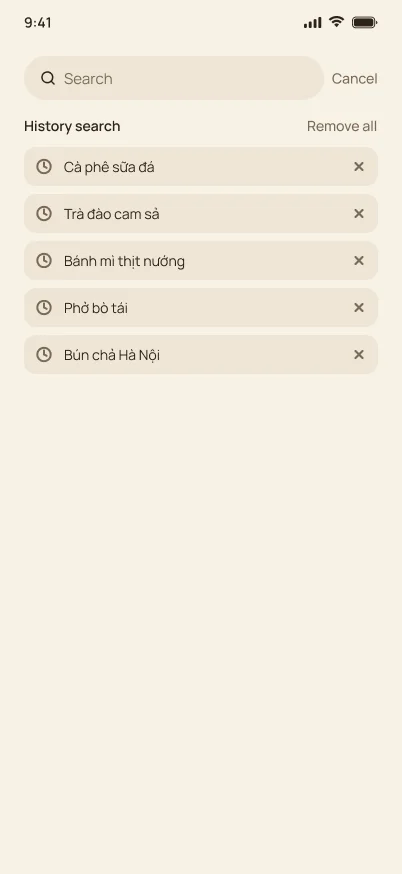 9:41
Search
Cancel
History search
Remove all
Cà phê sữa đá
Trà đào cam sả
Bánh mì thịt nướng
Phở bò tái
Bún chả Hà Nội